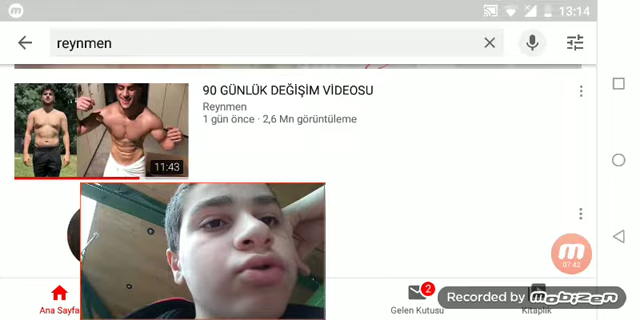 13:14
reynmen
90 GÜNLÜK DEĞİŞİM VİDEOSU
Reynmen
1 gün önce · 2,6 Mn görüntüleme
11:43
07:42
2
Ana Sayfa
Gelen Kutusu
Kitaplık
Recorded by mobizen